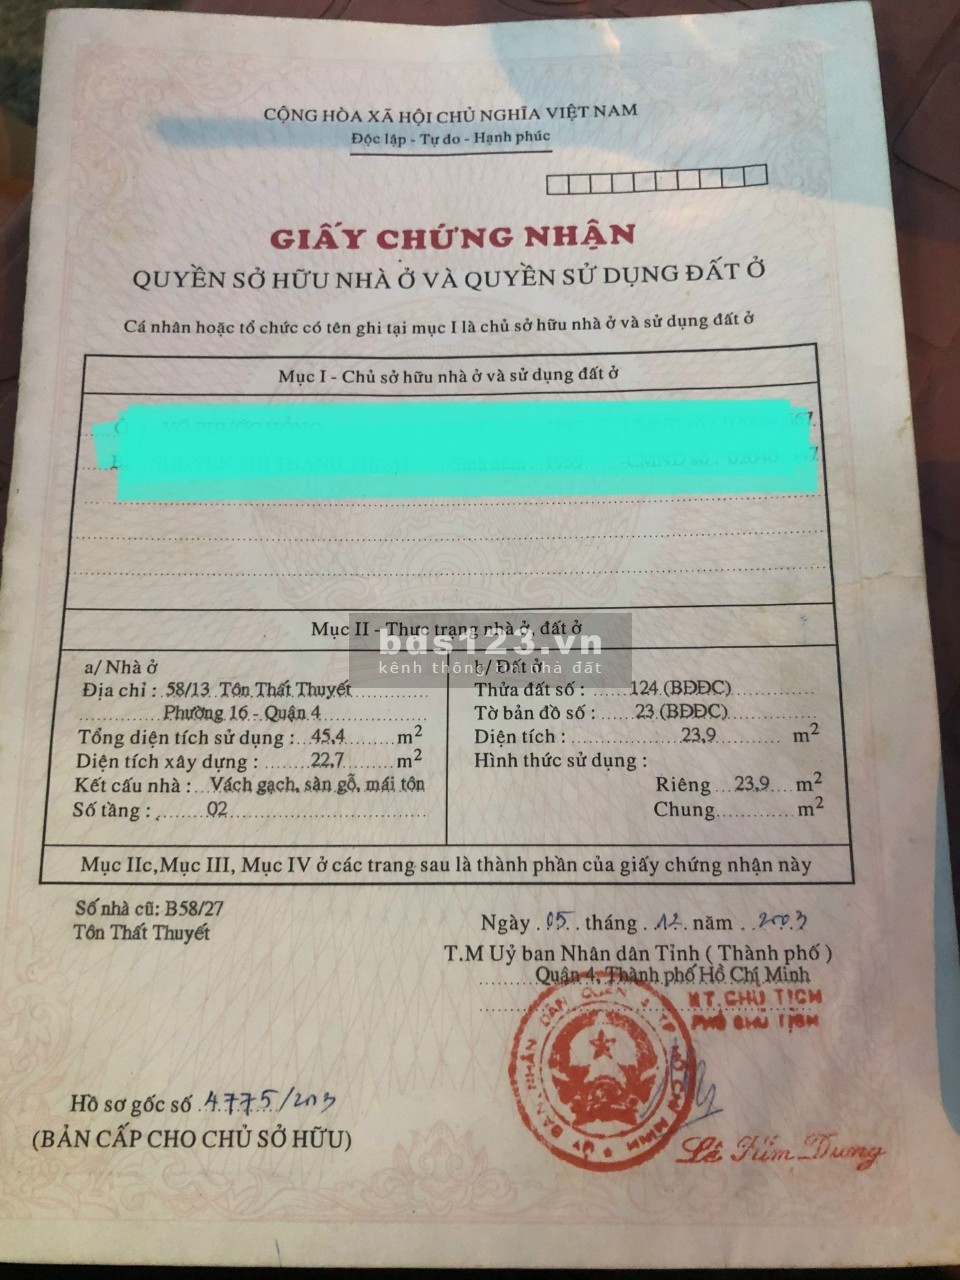 CỘNG HÒA XÃ HỘI CHỦ NGHĨA VIỆT NAM
Độc lập - Tự do - Hạnh phúc
GIẤY CHỨNG NHẬN
QUYỀN SỞ HỮU NHÀ Ở VÀ QUYỀN SỬ DỤNG ĐẤT Ở
Cá nhân hoặc tổ chức có tên ghi tại mục I là chủ sở hữu nhà ở và sử dụng đất ở
Mục I - Chủ sở hữu nhà ở và sử dụng đất ở
Mục II - Thực trạng nhà ở, đất ở
bds123.vn
kênh thông tin nhà đất
a/ Nhà ở
Địa chỉ : 58/13 Tôn Thất Thuyết
Phường 16 - Quận 4
Tổng diện tích sử dụng : 45,4 m2
Diện tích xây dựng : 22,7 m2
Kết cấu nhà : Vách gạch, sàn gỗ, mái tôn
Số tầng : 02
b/ Đất ở
Thửa đất số : 124 (BĐĐC)
Tờ bản đồ số : 23 (BĐĐC)
Diện tích : 23,9 m2
Hình thức sử dụng :
Riêng 23,9 m2
Chung m2
Mục IIc, Mục III, Mục IV ở các trang sau là thành phần của giấy chứng nhận này
Số nhà cũ: B58/27
Tôn Thất Thuyết
Ngày 05 tháng 12 năm 2003
T.M Uỷ ban Nhân dân Tỉnh ( Thành phố )
Quận 4, Thành phố Hồ Chí Minh
KT. CHỦ TỊCH
PHÓ CHỦ TỊCH
Lê Kim Dung
Hồ sơ gốc số 4775/2003
(BẢN CẤP CHO CHỦ SỞ HỮU)